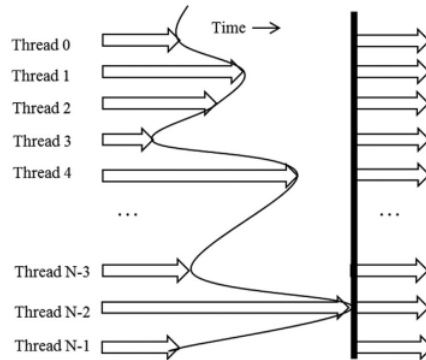 Time
Thread 0
Thread 1
Thread 2
Thread 3
Thread 4
... ...
Thread N-3
Thread N-2
Thread N-1